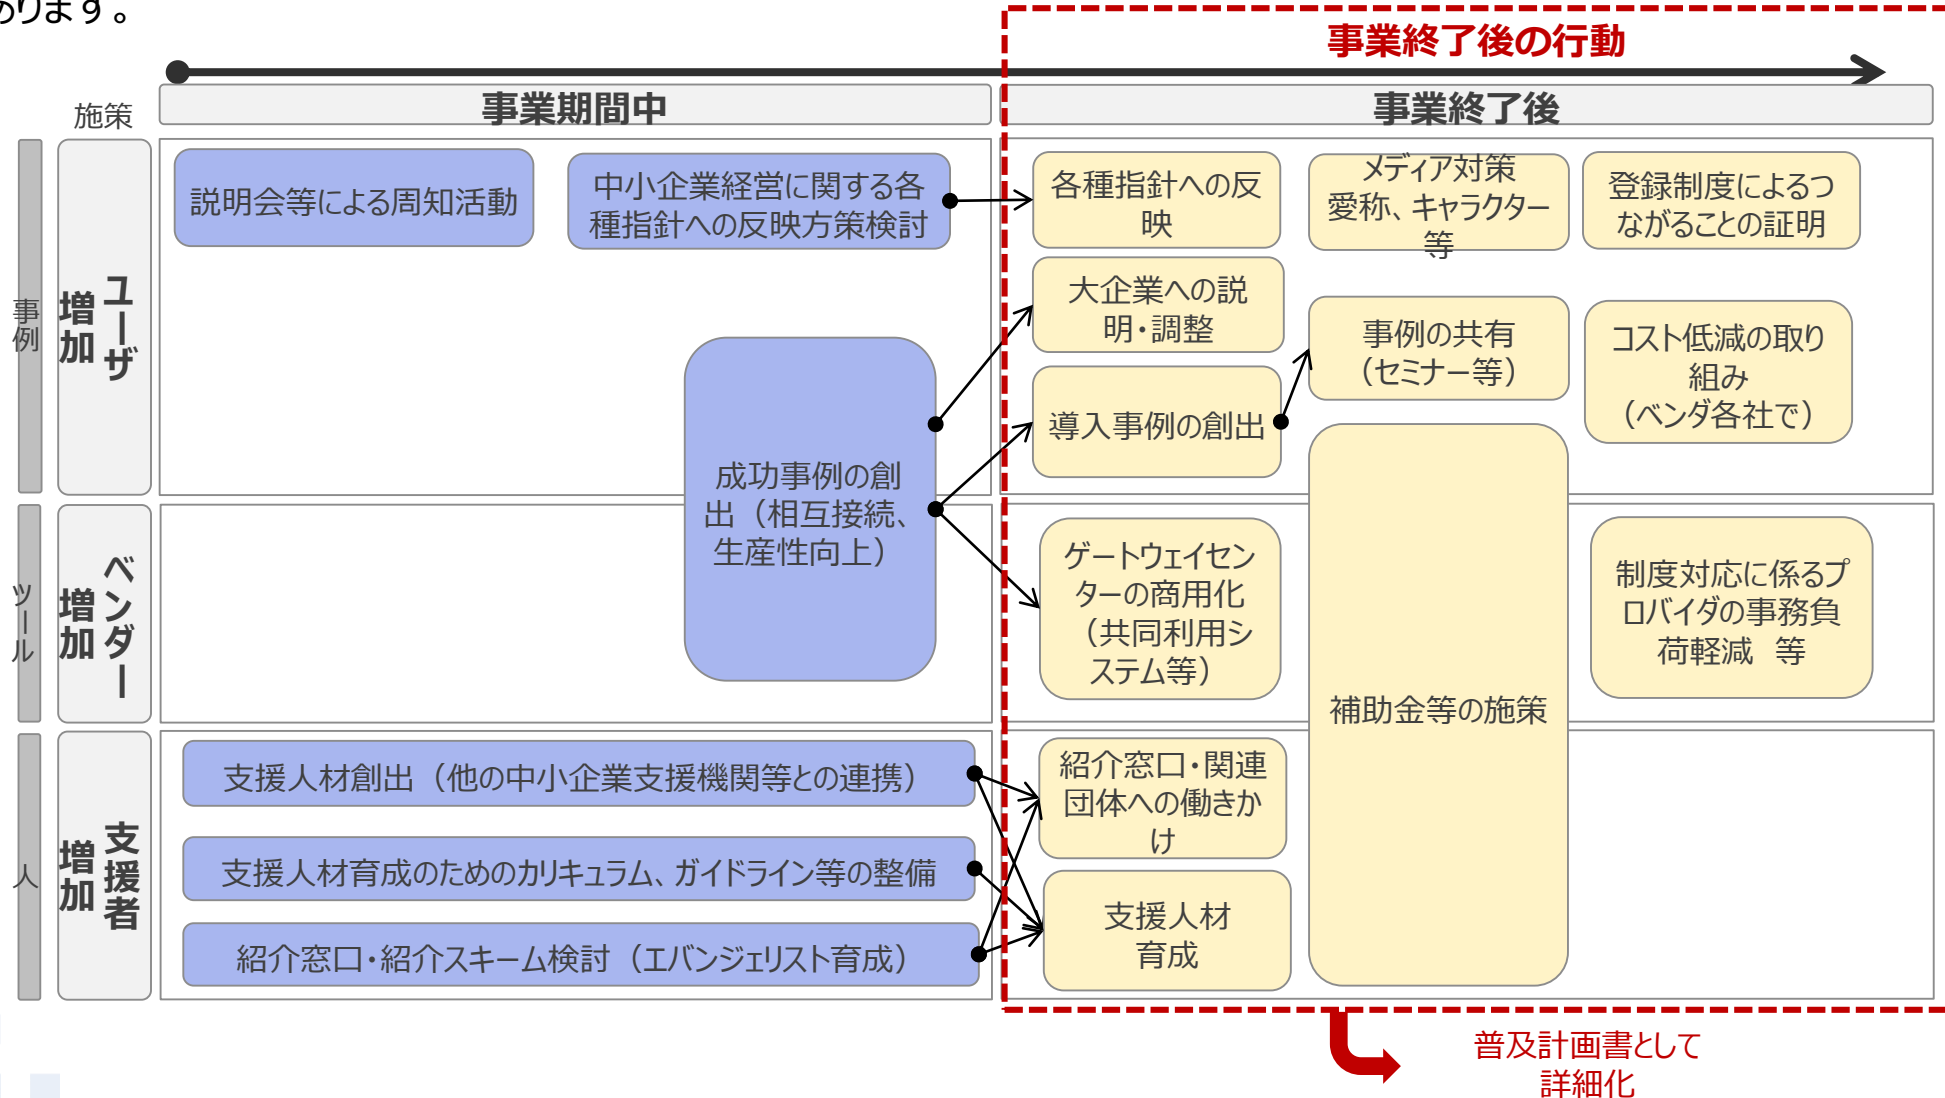 あります。
事業終了後の行動
施策
事業期間中
事業終了後
事例
ユーザ
増加
説明会等による周知活動
中小企業経営に関する各
種指針への反映方策検討
各種指針への反
映
メディア対策
愛称、キャラクター
等
登録制度によるつ
ながることの証明
大企業への説
明・調整
事例の共有
（セミナー等）
コスト低減の取り
組み
（ベンダ各社で）
導入事例の創出
成功事例の創
出（相互接続、
生産性向上）
ツール
ベンダー
増加
ゲートウェイセン
ターの商用化
（共同利用シ
ステム等）
制度対応に係るプ
ロバイダの事務負
荷軽減　等
補助金等の施策
人
支援者
増加
支援人材創出（他の中小企業支援機関等との連携）
支援人材育成のためのカリキュラム、ガイドライン等の整備
紹介窓口・紹介スキーム検討（エバンジェリスト育成）
紹介窓口・関連
団体への働きか
け
支援人材
育成
普及計画書として
詳細化